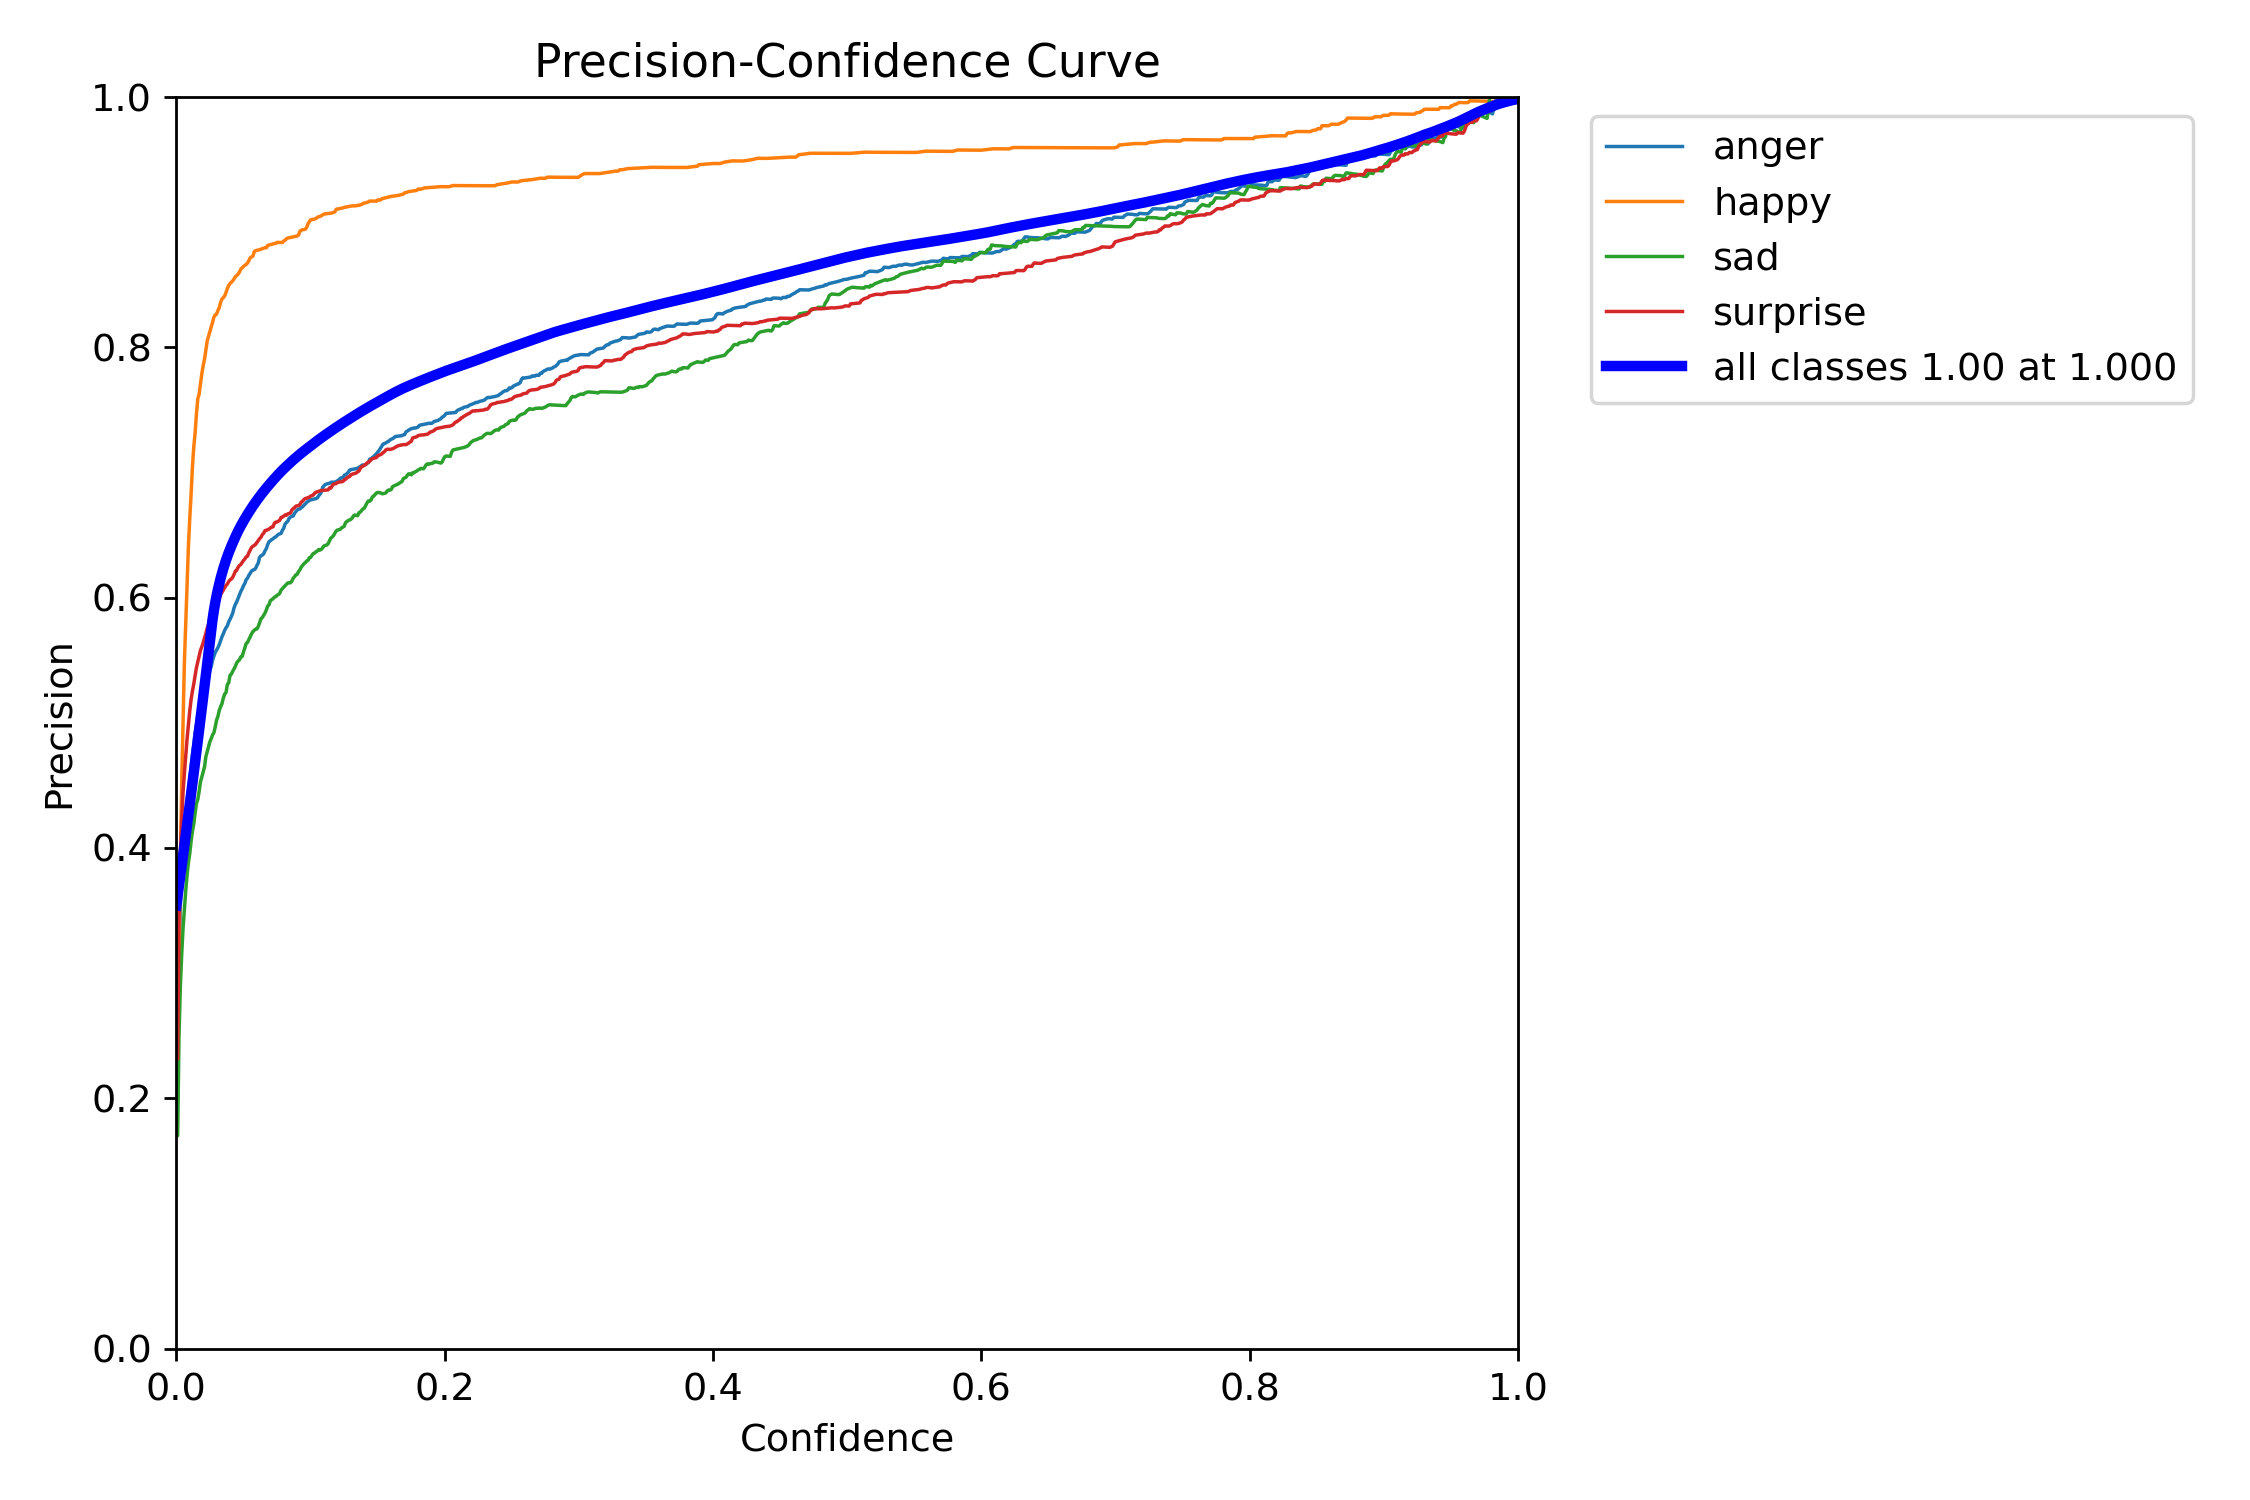 Precision-Confidence Curve
1.0
0.8
0.6
0.4
0.2
0.0
Precision
0.0 0.2 0.4 0.6 0.8 1.0
Confidence
anger
happy
sad
surprise
all classes 1.00 at 1.000